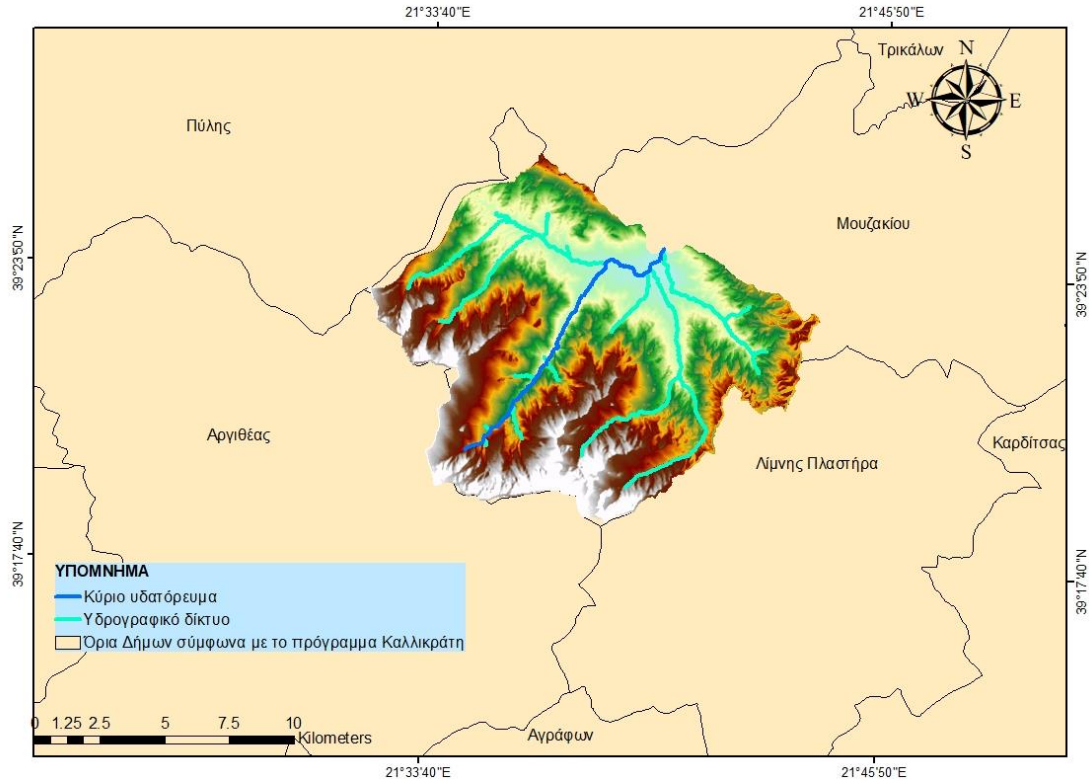 21°33'40"E
21°45'50"E
Τρικάλων
N
W
E
S
Πύλης
Μουζακίου
39°23'50"N
39°23'50"N
Αργιθέας
Καρδίτσας
Λίμνης Πλαστήρα
39°17'40"N
39°17'40"N
ΥΠΟΜΝΗΜΑ
Κύριο υδατόρευμα
Υδρογραφικό δίκτυο
Όρια Δήμων σύμφωνα με το πρόγραμμα Καλλικράτη
0 1.25 2.5 5 7.5 10
Kilometers
Αγράφων
21°33'40"E
21°45'50"E